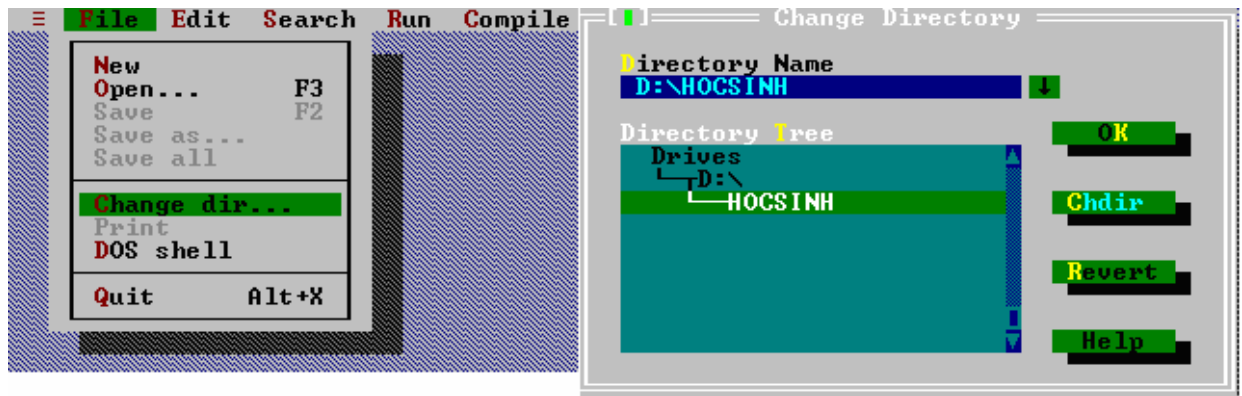 ≡ File Edit Search Run Compile
New
Open... F3
Save F2
Save as...
Save all
Change dir...
Print
DOS shell
Quit Alt+X
Change Directory
Directory Name
D:\HOCSINH
Directory Tree
Drives
D:\
HOCSINH
OK
Chdir
Revert
Help